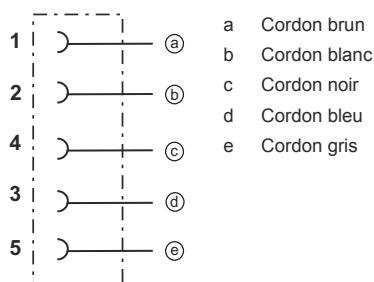 1 ⓐ
2 ⓑ
4 ⓒ
3 ⓓ
5 ⓔ
a Cordon brun
b Cordon blanc
c Cordon noir
d Cordon bleu
e Cordon gris